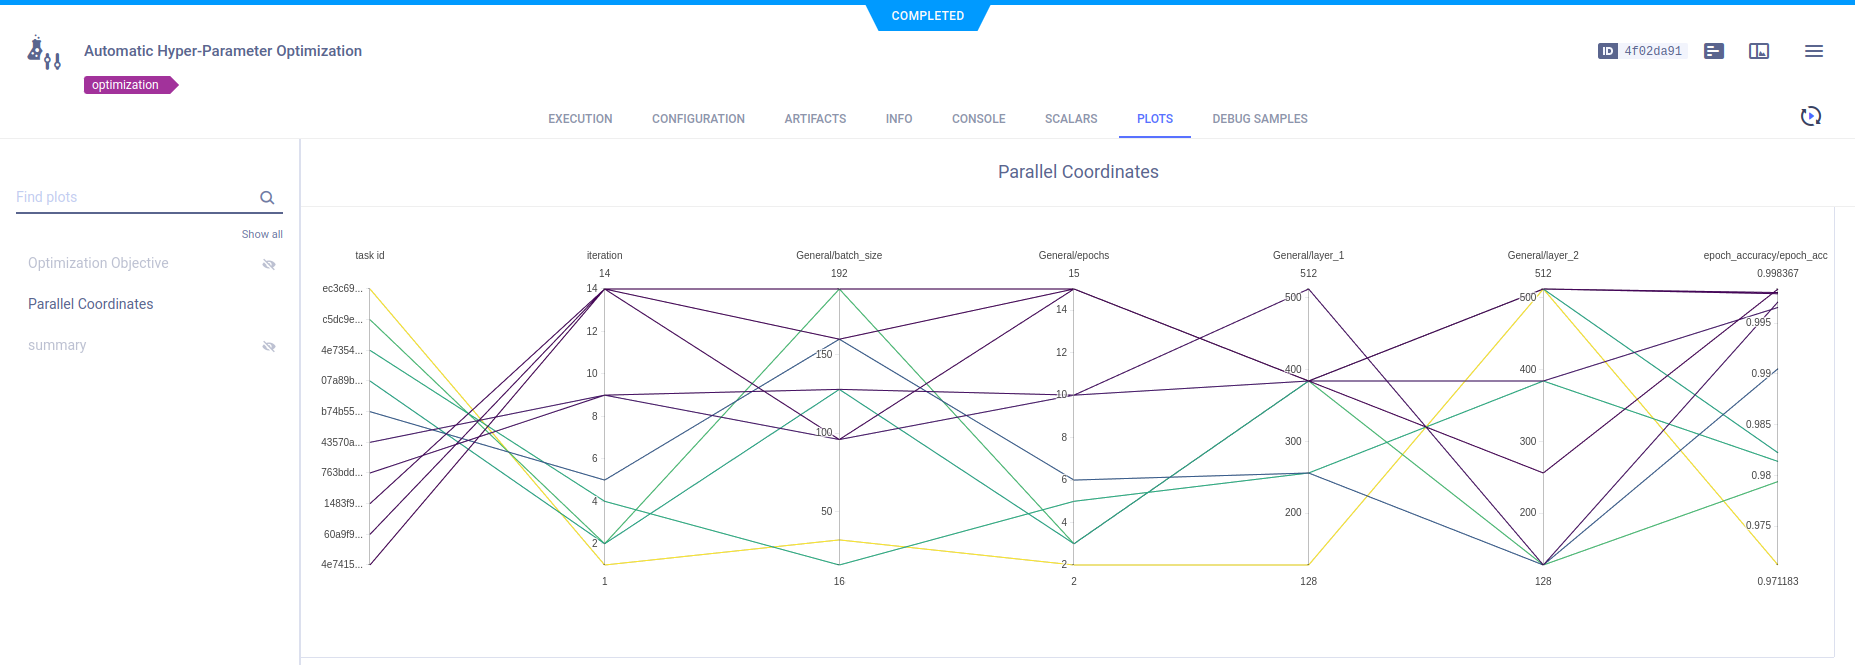 COMPLETED
Automatic Hyper-Parameter Optimization
ID 4f02da91
optimization
EXECUTION CONFIGURATION ARTIFACTS INFO CONSOLE SCALARS PLOTS DEBUG SAMPLES
Parallel Coordinates
Find plots
Show all
Optimization Objective
Parallel Coordinates
summary
task id iteration General/batch_size General/epochs General/layer_1 General/layer_2 epoch_accuracy/epoch_acc
14 192 15 512 512 0.998367
ec3c69...
c5dc9e...
4e7354...
07a89b...
b74b55...
43570a...
763bdd...
1483f9...
60a9f9...
4e7415...
14
12
10
8
6
4
2
150
100
50
14
12
10
8
6
4
2
500
400
300
200
500
400
300
200
0.995
0.99
0.985
0.98
0.975
1 16 2 128 128 0.971183